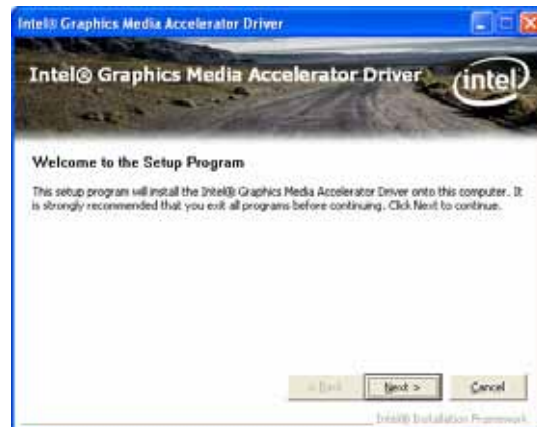 Intel® Graphics Media Accelerator Driver
Intel® Graphics Media Accelerator Driver
intel
Welcome to the Setup Program
This setup program will install the Intel® Graphics Media Accelerator Driver onto this computer. It
is strongly recommended that you exit all programs before continuing. Click Next to continue.
< Back
Next >
Cancel
Intel® Installation Framework